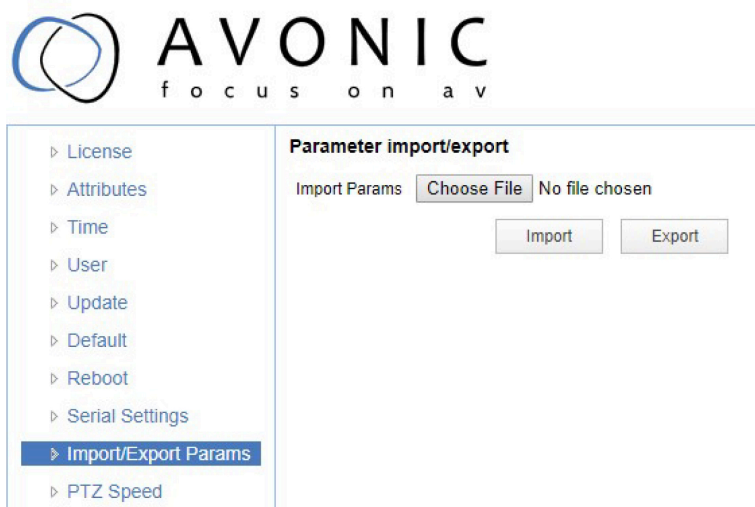 AVONIC
focus on av
License
Attributes
Time
User
Update
Default
Reboot
Serial Settings
Import/Export Params
PTZ Speed
Parameter import/export
Import Params Choose File No file chosen
Import Export